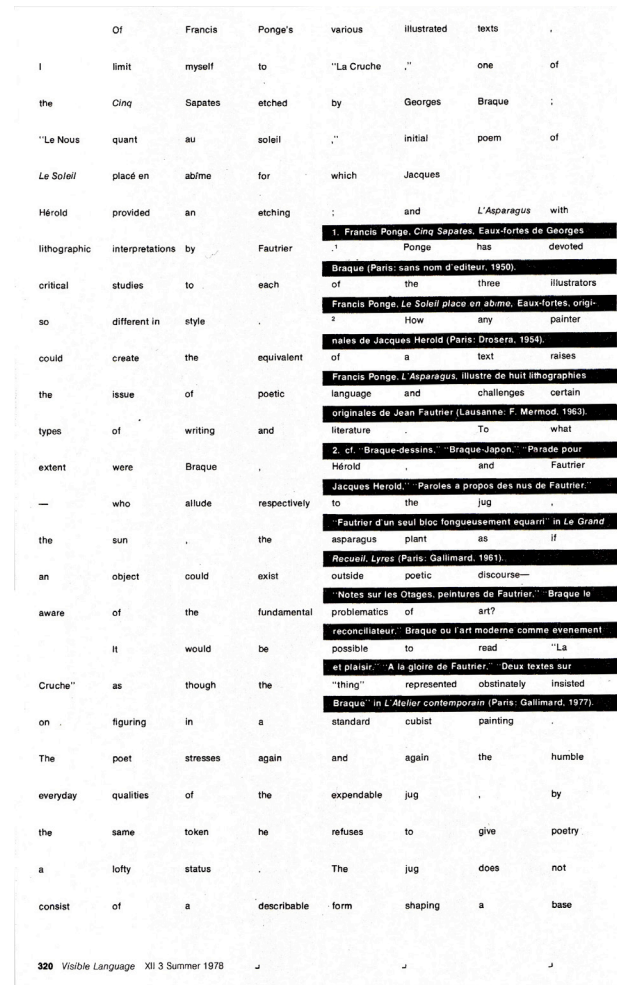 Of Francis Ponge's various illustrated texts ,
I limit myself to "La Cruche ," one of
the Cinq Sapates etched by Georges Braque ;
"Le Nous quant au soleil ," initial poem of
Le Soleil placé en abîme for which Jacques
Hérold provided an etching ; and L'Asparagus with
1. Francis Ponge, Cinq Sapates, Eaux-fortes de Georges
lithographic interpretations by Fautrier .¹ Ponge has devoted
Braque (Paris: sans nom d'editeur, 1950).
critical studies to each of the three illustrators
Francis Ponge, Le Soleil place en abime, Eaux-fortes, origi-
so different in style . ² How any painter
nales de Jacques Herold (Paris: Drosera, 1954).
could create the equivalent of a text raises
Francis Ponge, L'Asparagus, illustre de huit lithographies
the issue of poetic language and challenges certain
originales de Jean Fautrier (Lausanne: F. Mermod, 1963).
types of writing and literature . To what
2. cf. "Braque-dessins," "Braque-Japon," "Parade pour
extent were Braque , Hérold , and Fautrier
Jacques Herold," "Paroles a propos des nus de Fautrier,"
— who allude respectively to the jug ,
"Fautrier d'un seul bloc fongueusement equarri" in Le Grand
the sun , the asparagus plant as if
Recueil, Lyres (Paris: Gallimard, 1961).
an object could exist outside poetic discourse—
"Notes sur les Otages, peintures de Fautrier," "Braque le
aware of the fundamental problematics of art?
reconciliateur," Braque ou l'art moderne comme evenement
It would be possible to read "La
et plaisir," "A la gloire de Fautrier," "Deux textes sur
Cruche" as though the "thing" represented obstinately insisted
Braque" in L'Atelier contemporain (Paris: Gallimard, 1977).
on figuring in a standard cubist painting .
The poet stresses again and again the humble
everyday qualities of the expendable jug , by
the same token he refuses to give poetry
a lofty status . The jug does not
consist of a describable form shaping a base
320 Visible Language XII 3 Summer 1978